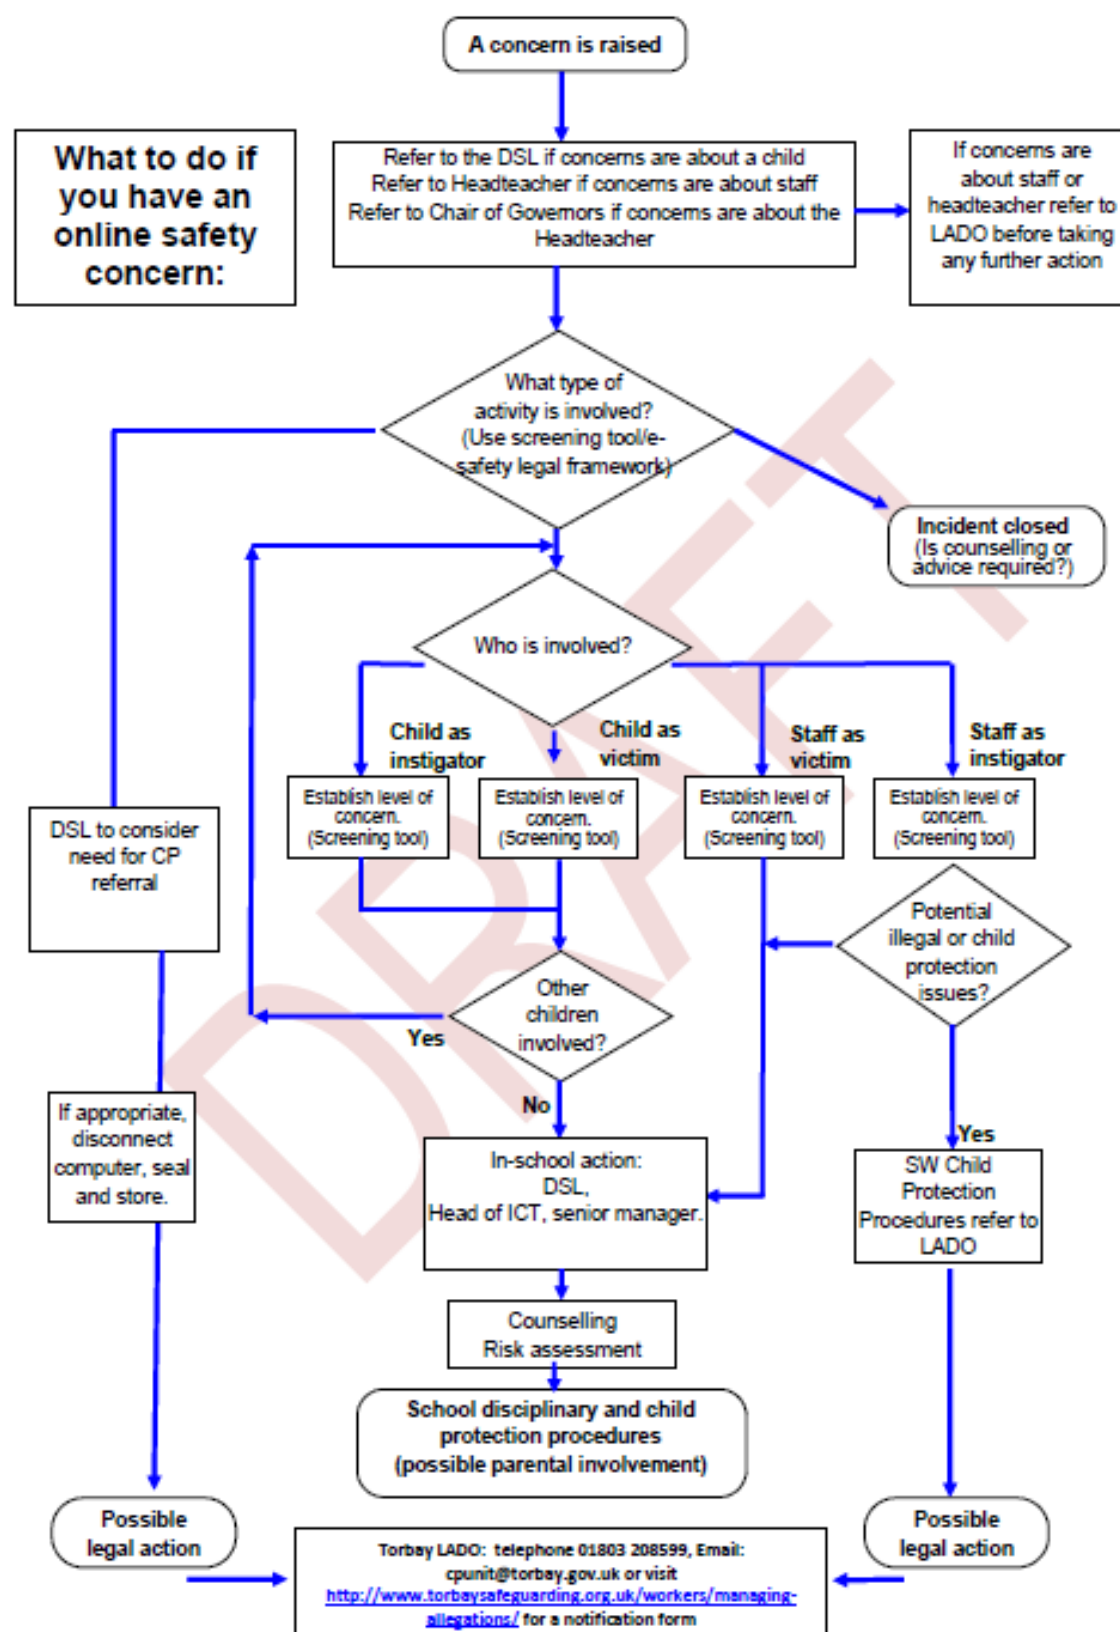 A concern is raised
What to do if
you have an
online safety
concern:
Refer to the DSL if concerns are about a child
Refer to Headteacher if concerns are about staff
Refer to Chair of Governors if concerns are about the
Headteacher
If concerns are
about staff or
headteacher refer to
LADO before taking
any further action
What type of
activity is involved?
(Use screening tool/e-
safety legal framework)
Incident closed
(Is counselling or
advice required?)
Who is involved?
Child as
instigator
Child as
victim
Staff as
victim
Staff as
instigator
Establish level of
concern.
(Screening tool)
Establish level of
concern.
(Screening tool)
Establish level of
concern.
(Screening tool)
Establish level of
concern.
(Screening tool)
DSL to consider
need for CP
referral
Potential
illegal or child
protection
issues?
Other
children
involved?
Yes
No
If appropriate,
disconnect
computer, seal
and store.
In-school action:
DSL,
Head of ICT, senior manager.
Yes
SW Child
Protection
Procedures refer to
LADO
Counselling
Risk assessment
School disciplinary and child
protection procedures
(possible parental involvement)
Possible
legal action
Possible
legal action
Torbay LADO: telephone 01803 208599, Email:
cpunit@torbay.gov.uk or visit
http://www.torbaysafeguarding.org.uk/workers/managing-
allegations/ for a notification form
DRAFT